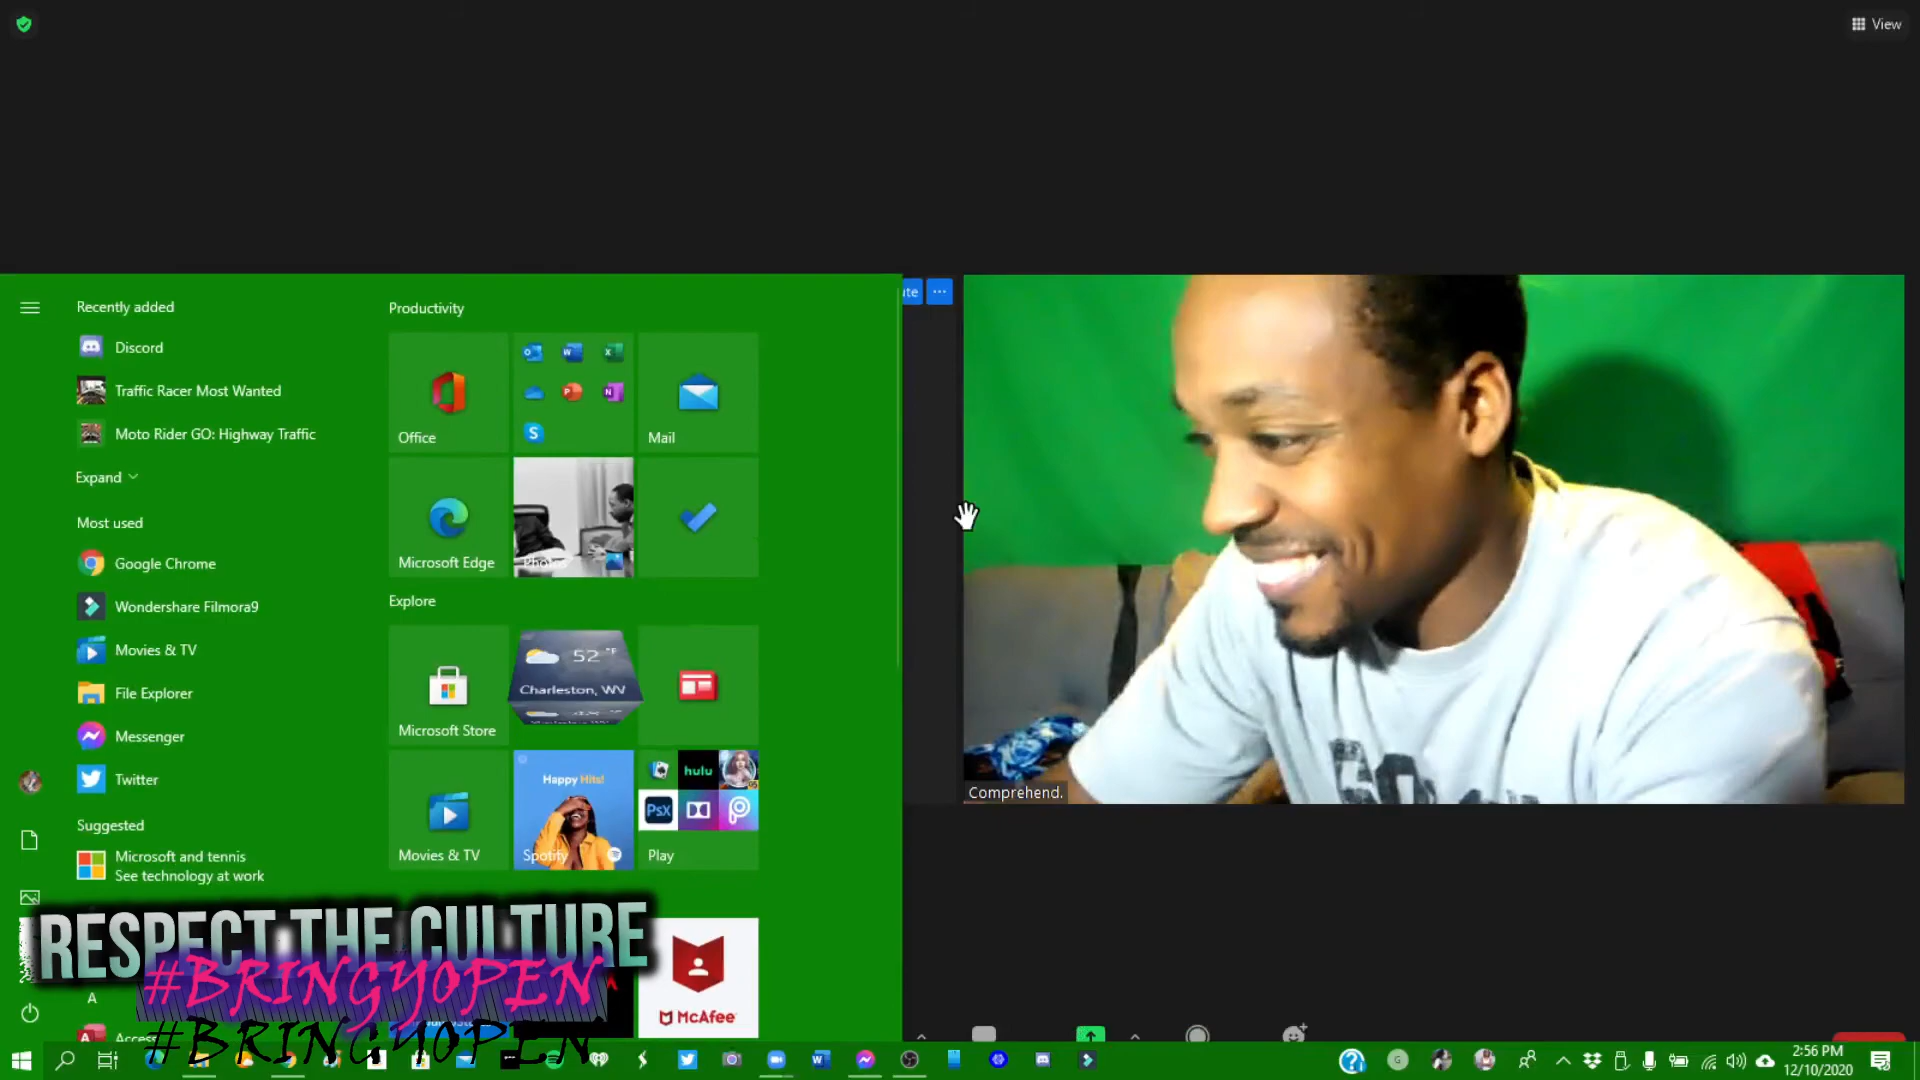 View
Recently added
Productivity
Discord
Traffic Racer Most Wanted
Moto Rider GO: Highway Traffic
Office
Mail
Expand
Most used
Google Chrome
Microsoft Edge
Photos
Wondershare Filmora9
Explore
Movies & TV
52 °F
Charleston, WV
File Explorer
Microsoft Store
Messenger
Twitter
Happy Hits!
hulu
Psx
Suggested
Movies & TV
Spotify
Play
Microsoft and tennis
See technology at work
Comprehend.
RESPECT THE CULTURE
#BRINGYOPEN
#BRINGYOPEN
A
McAfee
2:56 PM
12/10/2020